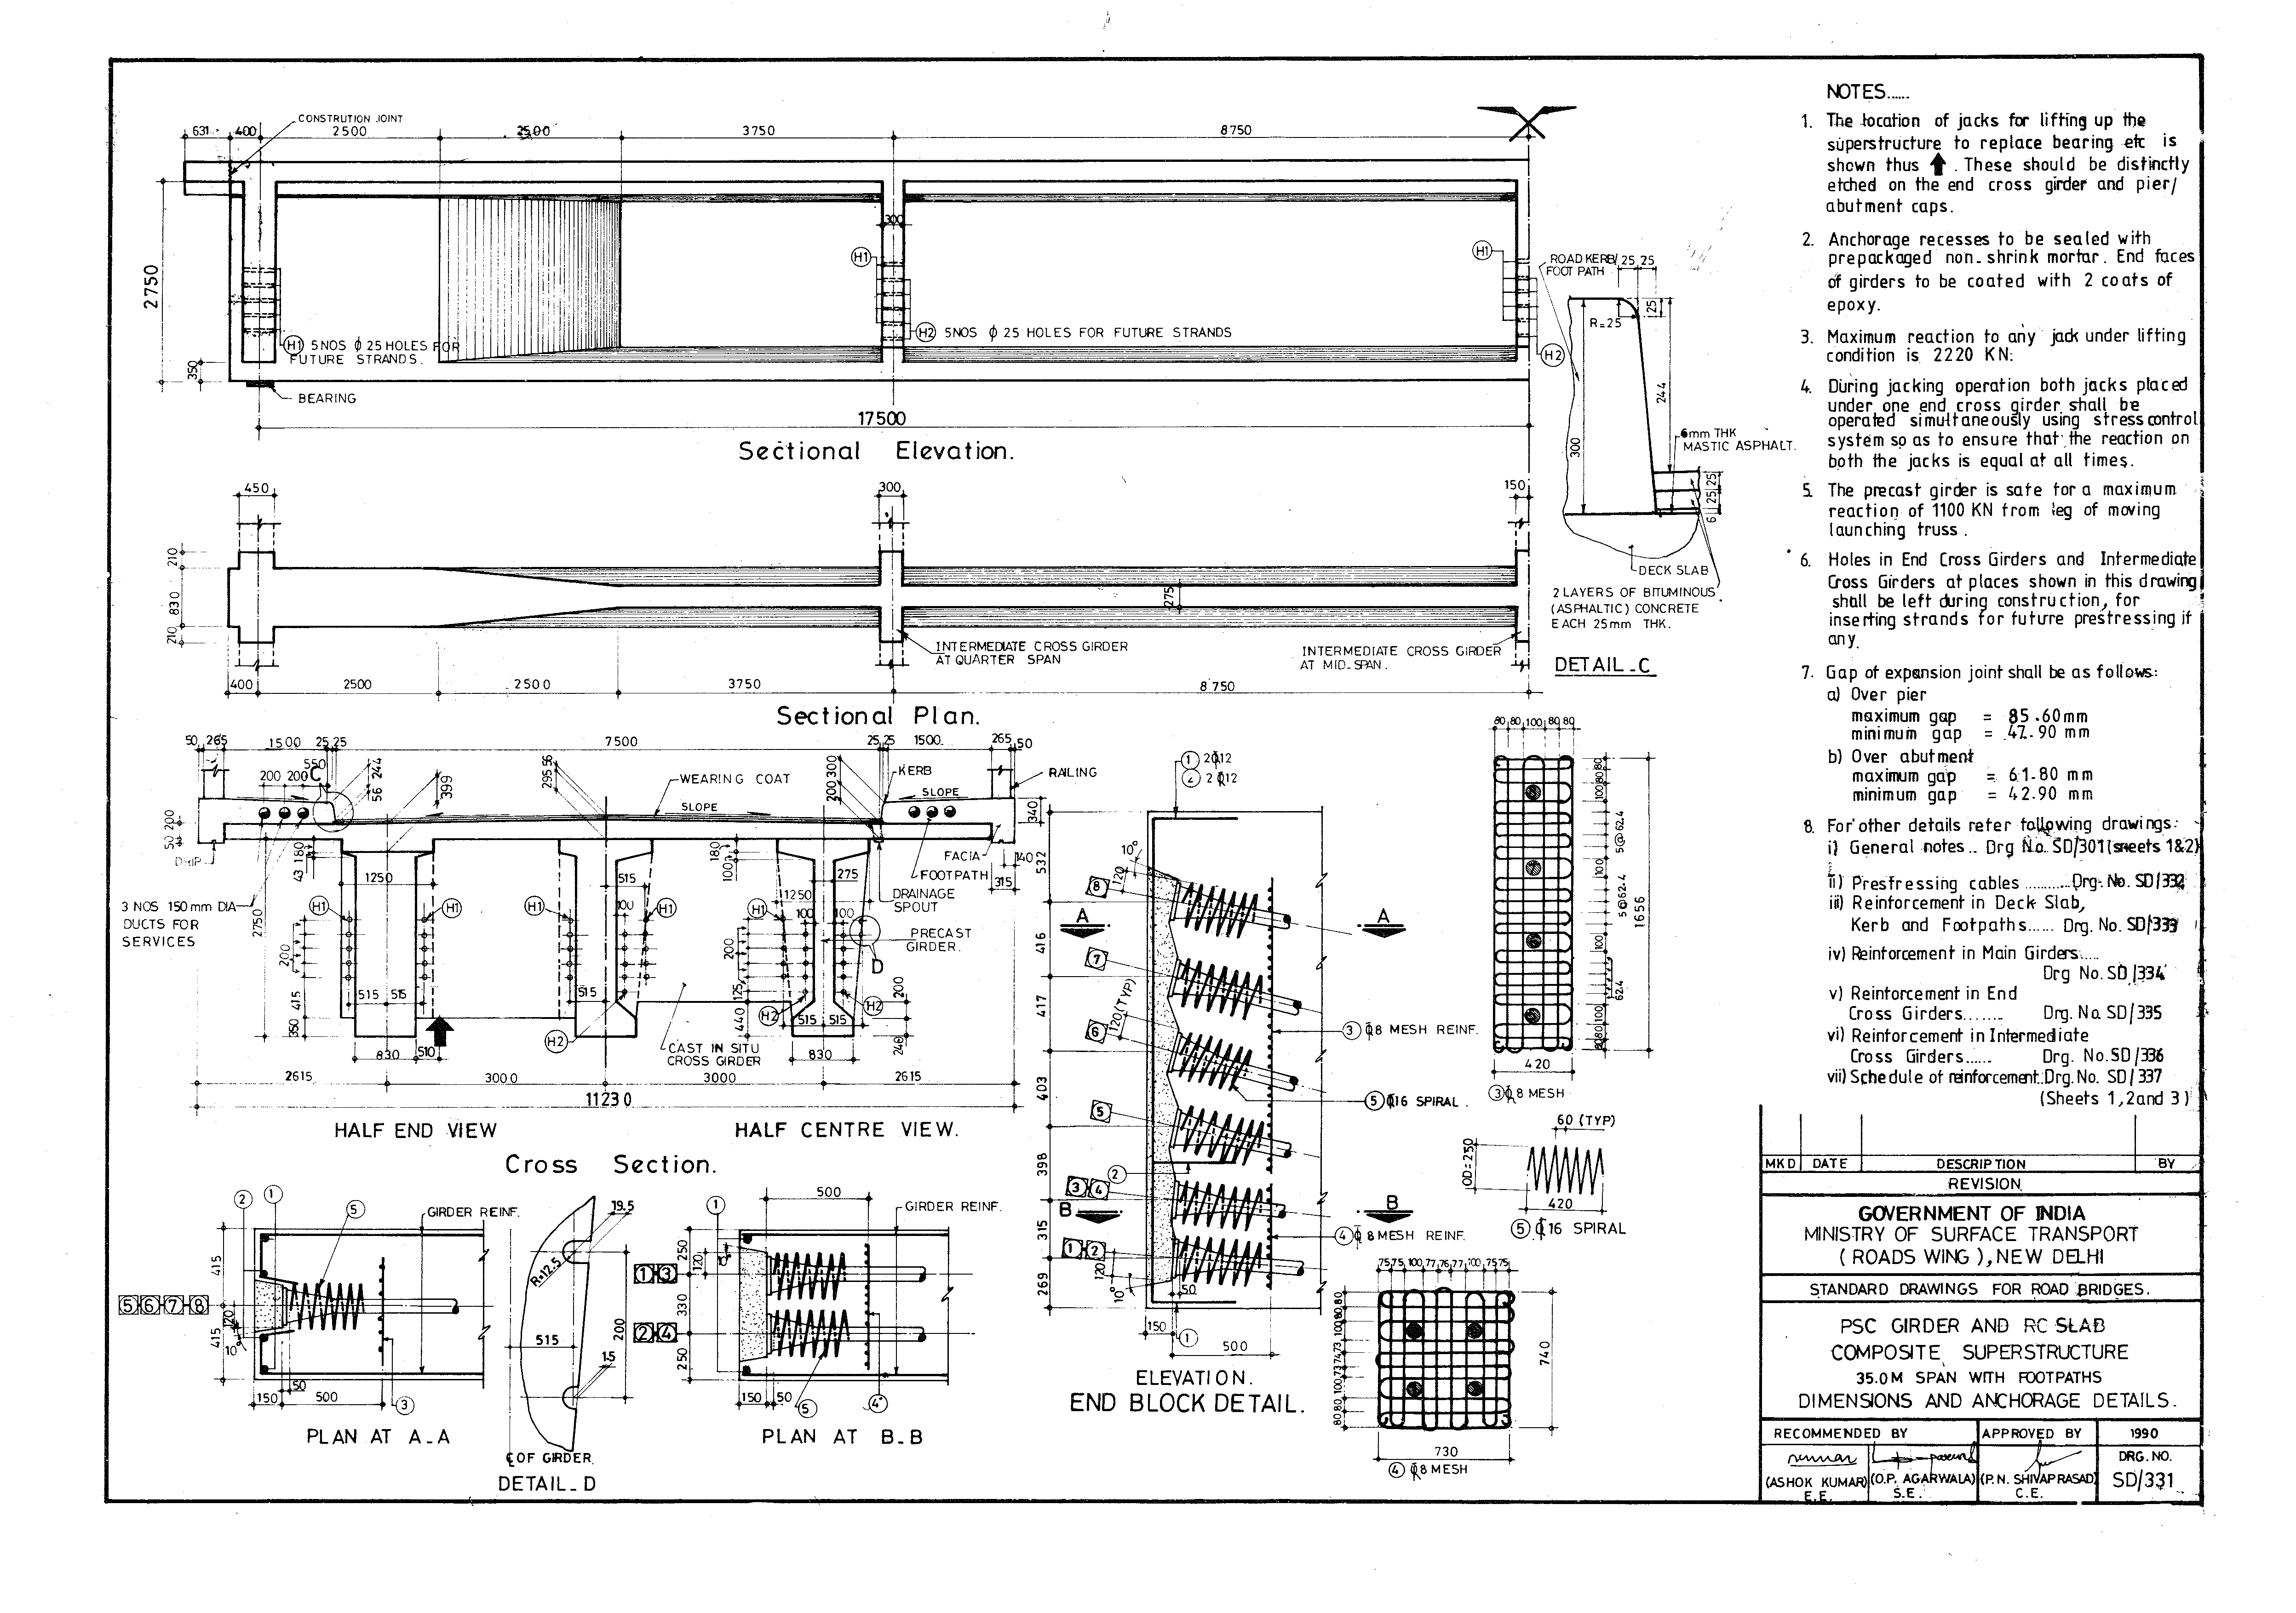 CONSTRUTION JOINT
631 400 2500 2500 3750 8750
2750
350
300
H1
H1
H1 5NOS ϕ 25 HOLES FOR
FUTURE STRANDS.
H2 5NOS ϕ 25 HOLES FOR FUTURE STRANDS
H2
BEARING
17500
Sectional Elevation.
450 300 150
210
830
210
275
INTERMEDIATE CROSS GIRDER
AT QUARTER SPAN
INTERMEDIATE CROSS GIRDER
AT MID-SPAN.
400 2500 2500 3750 8750
Sectional Plan.
ROAD KERB/
FOOT PATH
25 25
25
R=25
300
244
6mm THK
MASTIC ASPHALT.
6 25 25
DECK SLAB
2 LAYERS OF BITUMINOUS
(ASPHALTIC) CONCRETE
EACH 25mm THK.
DETAIL-C
50 265 1500 25 25 7500 25 25 1500 265 50
550
C
200 200
56 244
399
295 56
WEARING COAT
SLOPE
200 300
KERB
SLOPE
RAILING
340
50 200
DRIP
180
43
1250
515
180
100
1250
275
FACIA
FOOTPATH
140
315
DRAINAGE
SPOUT
3 NOS 150 mm DIA
DUCTS FOR
SERVICES
2750
H1 H1 H1 H1 H1
100
100 100
200
200
PRECAST
GIRDER.
D
415
350
515 515
515
125
440
H2
H2
H2
515 515
200
248
CAST IN SITU
CROSS GIRDER
830 510 830
2615 3000 3000 2615
11230
HALF END VIEW HALF CENTRE VIEW.
Cross Section.
2 1 5
GIRDER REINF.
415
415
5 6 7 8
120
10°
50
150 500
3
PLAN AT A-A
19.5
R=12.5
515
200
1.5
℄ OF GIRDER.
DETAIL-D
1
500
GIRDER REINF.
250
120
10°
1 3
330
2 4
250
150 50
5 4
PLAN AT B-B
1 2ϕ12
2 2ϕ12
10°
120
532
416
417
403
398
315
269
8
A A
7
120(TYP)
6
3 ϕ8 MESH REINF.
5 ϕ16 SPIRAL.
5
2
3 4
B B
4 ϕ8 MESH REINF.
1 2
120
10°
50
150
1
500
ELEVATION.
END BLOCK DETAIL.
80 80 100 80 80
80 80
100
5@62.4
100
5@62.4
100
62.4
100
80 80
1656
420
3 ϕ8 MESH
60 (TYP)
OD=250
420
5 ϕ16 SPIRAL
75 75 100 77 76 77 100 75 75
80 80
100
73 74 73
100
80 80
740
730
4 ϕ8 MESH
NOTES......
1. The location of jacks for lifting up the
superstructure to replace bearing etc is
shown thus ⬆. These should be distinctly
etched on the end cross girder and pier/
abutment caps.
2. Anchorage recesses to be sealed with
prepackaged non-shrink mortar. End faces
of girders to be coated with 2 coats of
epoxy.
3. Maximum reaction to any jack under lifting
condition is 2220 KN.
4. During jacking operation both jacks placed
under one end cross girder shall be
operated simultaneously using stress control
system so as to ensure that the reaction on
both the jacks is equal at all times.
5. The precast girder is safe for a maximum
reaction of 1100 KN from leg of moving
launching truss.
6. Holes in End Cross Girders and Intermediate
Cross Girders at places shown in this drawing
shall be left during construction, for
inserting strands for future prestressing if
any.
7. Gap of expansion joint shall be as follows:
a) Over pier
maximum gap = 85.60mm
minimum gap = 47.90 mm
b) Over abutment
maximum gap = 61.80 mm
minimum gap = 42.90 mm
8. For other details refer following drawings:
i) General notes.. Drg No. SD/301 (sheets 1&2)
ii) Prestressing cables..........Drg. No. SD/332
iii) Reinforcement in Deck Slab,
Kerb and Footpaths...... Drg. No. SD/333
iv) Reinforcement in Main Girders.....
Drg No. SD/334
v) Reinforcement in End
Cross Girders....... Drg. No. SD/335
vi) Reinforcement in Intermediate
Cross Girders...... Drg. No. SD/336
vii) Schedule of reinforcement..Drg. No. SD/337
(Sheets 1,2 and 3)
MKD DATE DESCRIPTION BY
REVISION
GOVERNMENT OF INDIA
MINISTRY OF SURFACE TRANSPORT
( ROADS WING ), NEW DELHI
STANDARD DRAWINGS FOR ROAD BRIDGES.
PSC GIRDER AND RC SLAB
COMPOSITE SUPERSTRUCTURE
35.0M SPAN WITH FOOTPATHS
DIMENSIONS AND ANCHORAGE DETAILS.
RECOMMENDED BY APPROVED BY 1990
(ASHOK KUMAR) (O.P. AGARWALA) (P.N. SHIVAPRASAD)
E.E. S.E. C.E.
DRG. NO.
SD/331